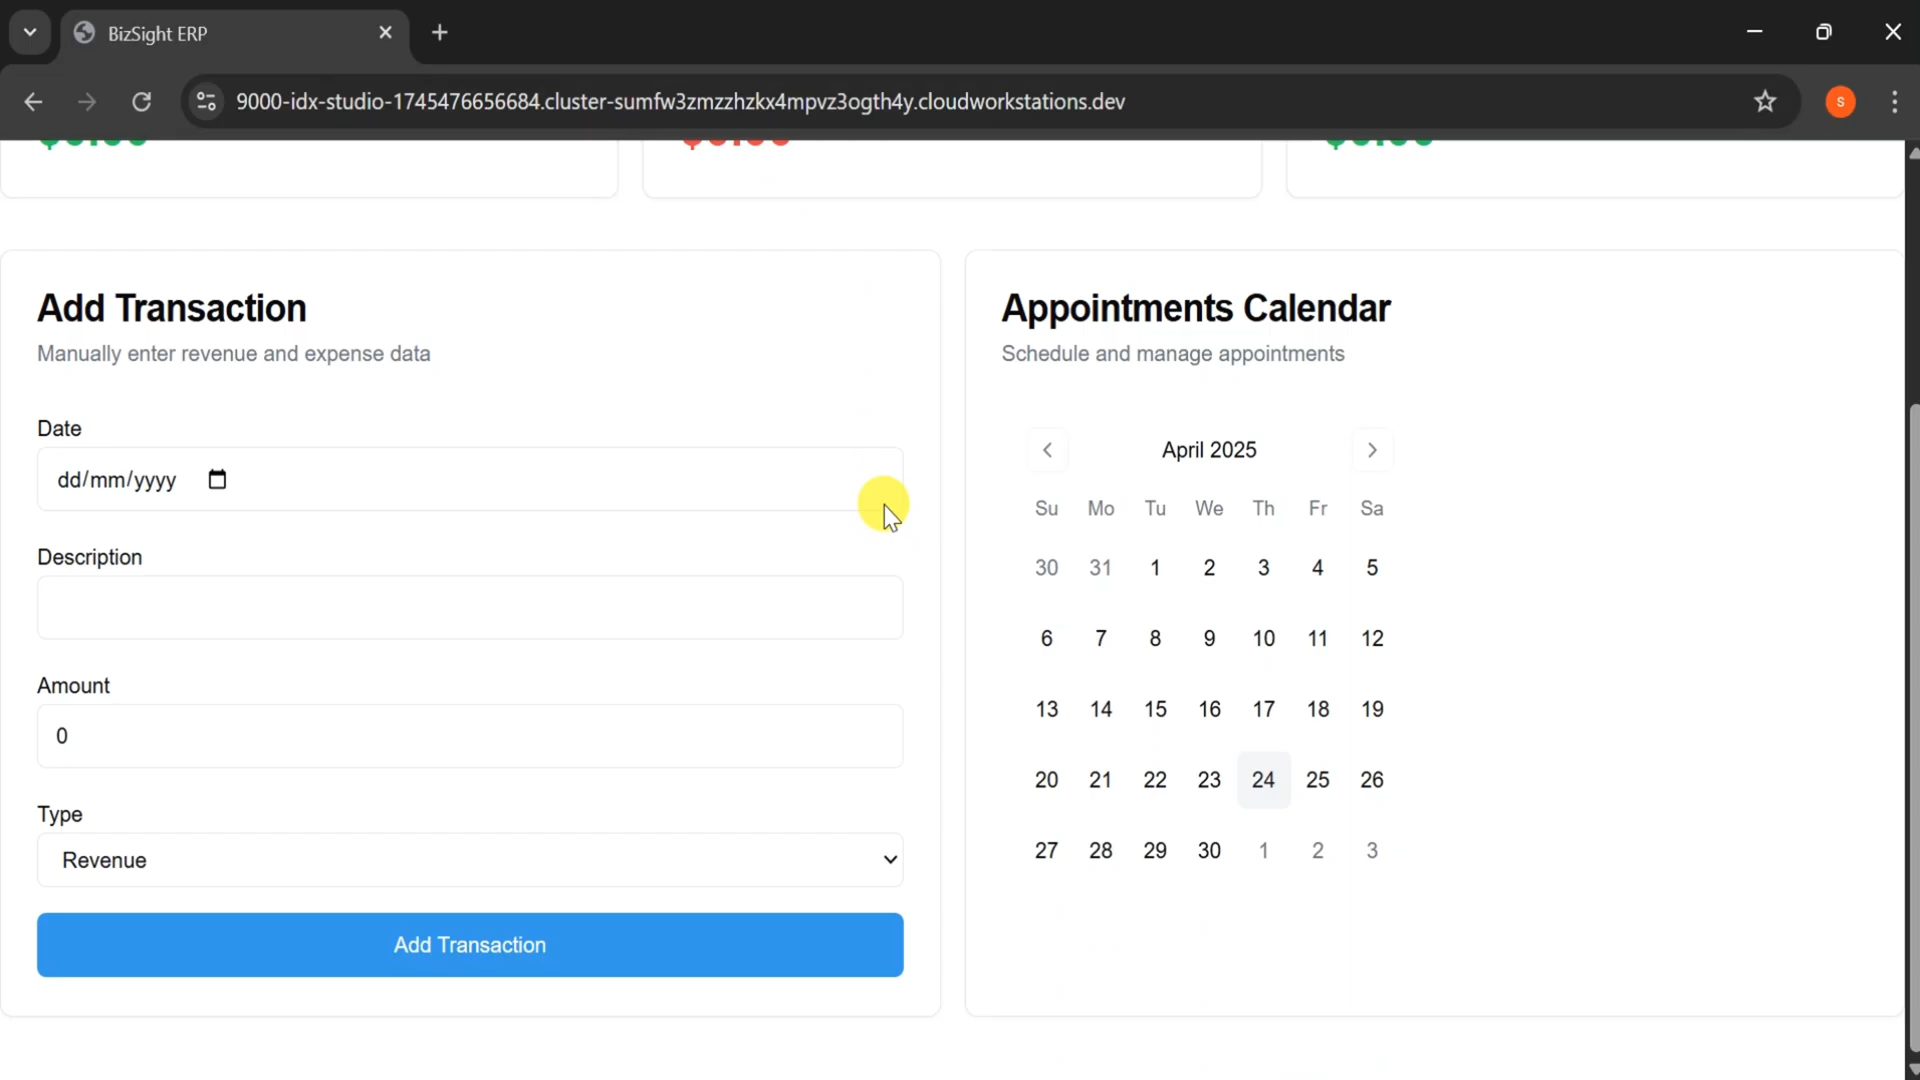 BizSight ERP
9000-idx-studio-1745476656684.cluster-sumfw3zmzzhzkx4mpvz3ogth4y.cloudworkstations.dev
S
Add Transaction
Manually enter revenue and expense data
Date
dd/mm/yyyy
Description
Amount
0
Type
Revenue
Add Transaction
Appointments Calendar
Schedule and manage appointments
April 2025
Su Mo Tu We Th Fr Sa
30 31 1 2 3 4 5
6 7 8 9 10 11 12
13 14 15 16 17 18 19
20 21 22 23 24 25 26
27 28 29 30 1 2 3